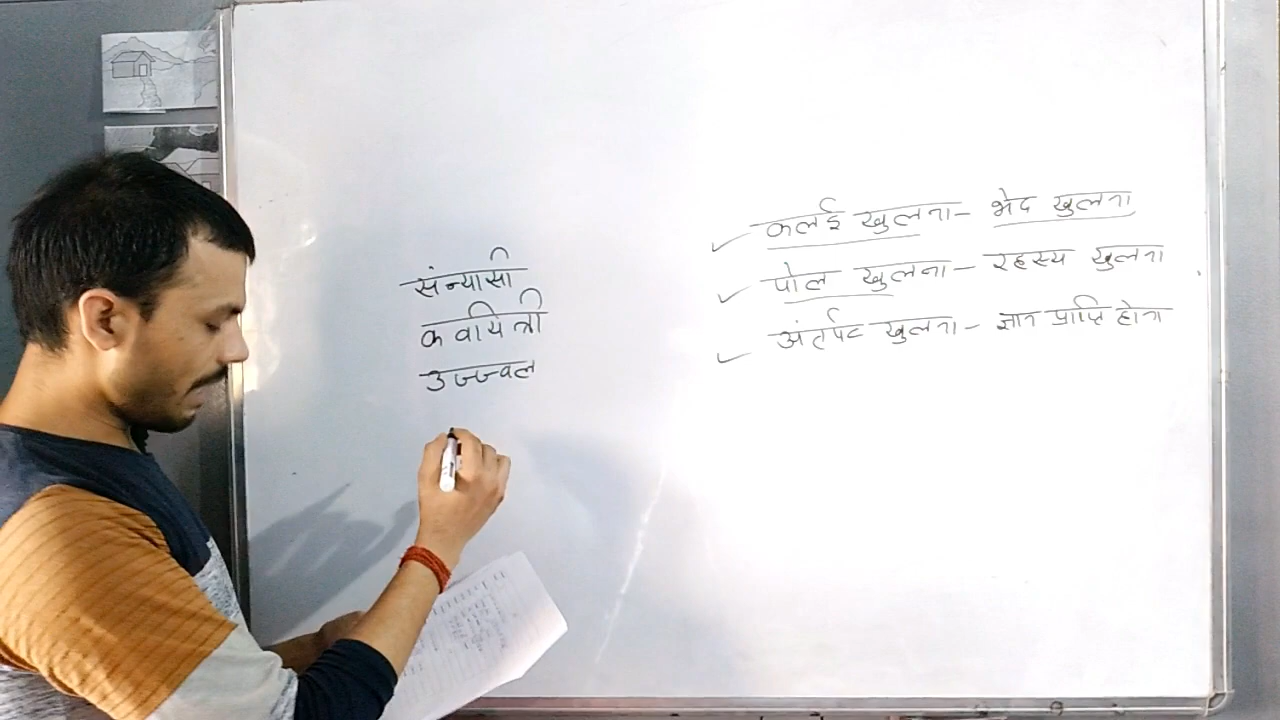 संन्यासी
कवयित्री
उज्ज्वल
कलई खुलना - भेद खुलना
पोल खुलना - रहस्य खुलना
अंतर्पट खुलना - ज्ञान प्राप्ति होना